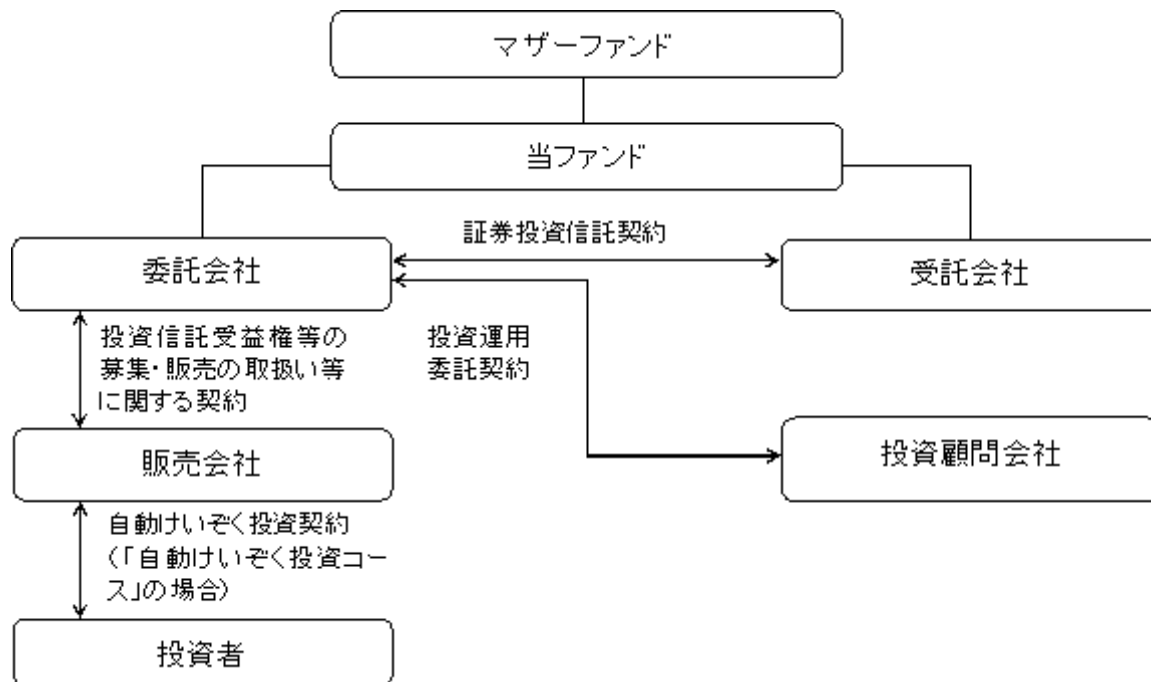 マザーファンド
当ファンド
証券投資信託契約
委託会社
受託会社
投資信託受益権等の
募集・販売の取扱い等
に関する契約
投資運用
委託契約
販売会社
投資顧問会社
自動けいぞく投資契約
(「自動けいぞく投資コー
ス」の場合)
投資者